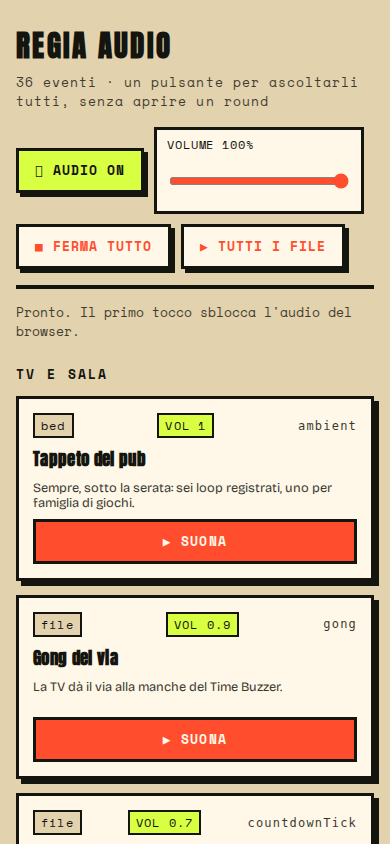 REGIA AUDIO
36 eventi · un pulsante per ascoltarli
tutti, senza aprire un round
AUDIO ON
VOLUME 100%
■ FERMA TUTTO
▶ TUTTI I FILE
Pronto. Il primo tocco sblocca l'audio del
browser.
TV E SALA
bed
VOL 1
ambient
Tappeto del pub
Sempre, sotto la serata: sei loop registrati, uno per
famiglia di giochi.
▶ SUONA
file
VOL 0.9
gong
Gong del via
La TV dà il via alla manche del Time Buzzer.
▶ SUONA
file
VOL 0.7
countdownTick